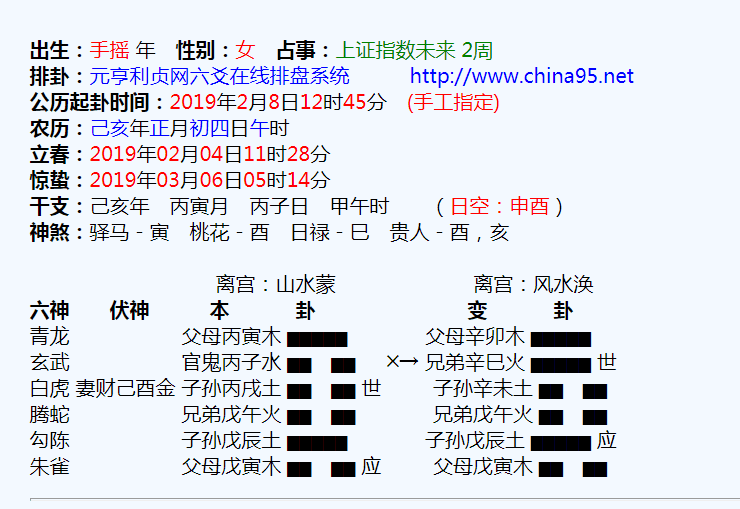 出生：手摇 年 性别：女 占事：上证指数未来 2周
排卦：元亨利贞网六爻在线排盘系统 http://www.china95.net
公历起卦时间：2019年2月8日12时45分 (手工指定)
农历：己亥年正月初四日午时
立春：2019年02月04日11时28分
惊蛰：2019年03月06日05时14分
干支：己亥年 丙寅月 丙子日 甲午时 （日空：申酉）
神煞：驿马－寅 桃花－酉 日禄－巳 贵人－酉，亥
离宫：山水蒙 离宫：风水涣
六神 伏神 本 卦 变 卦
青龙 父母丙寅木 父母辛卯木
玄武 官鬼丙子水 ×→ 兄弟辛巳火 世
白虎 妻财己酉金 子孙丙戌土 世 子孙辛未土
腾蛇 兄弟戊午火 兄弟戊午火
勾陈 子孙戊辰土 子孙戊辰土 应
朱雀 父母戊寅木 应 父母戊寅木